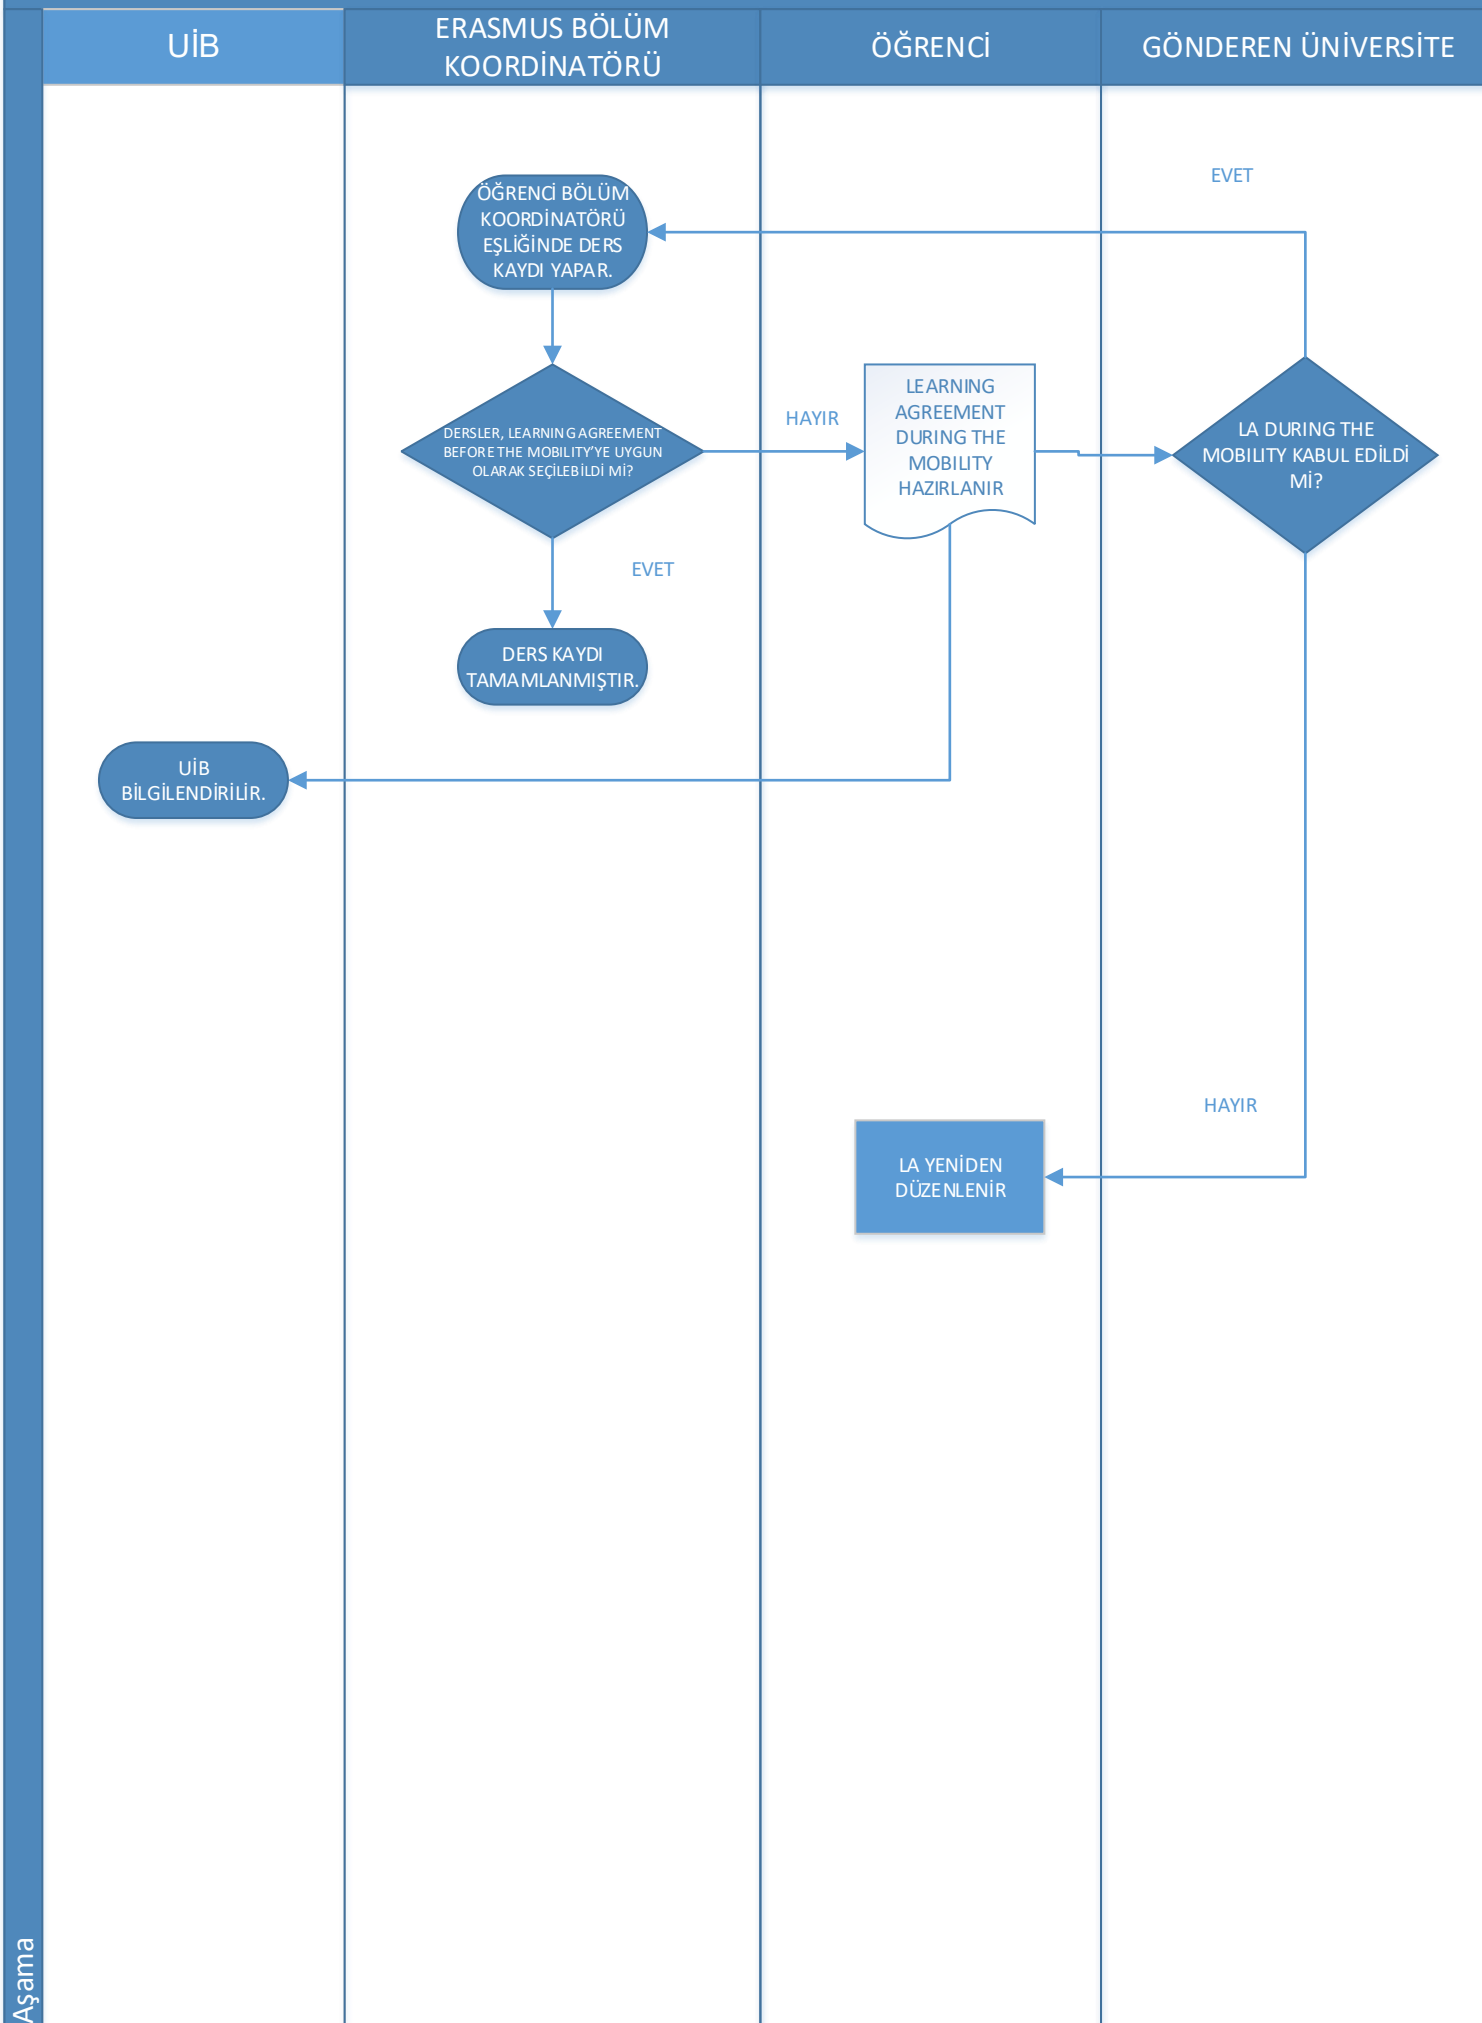 UİB
ERASMUS BÖLÜM
KOORDİNATÖRÜ
ÖĞRENCİ
GÖNDEREN ÜNİVERSİTE
EVET
ÖĞRENCİ BÖLÜM
KOORDİNATÖRÜ
EŞLİĞİNDE DERS
KAYDI YAPAR.
DERSLER, LEARNING AGREEMENT
BEFORE THE MOBILITY'YE UYGUN
OLARAK SEÇİLEBİLDİ Mİ?
HAYIR
LEARNING
AGREEMENT
DURING THE
MOBILITY
HAZIRLANIR
LA DURING THE
MOBILITY KABUL EDİLDİ
Mİ?
EVET
DERS KAYDI
TAMAMLANMIŞTIR.
UİB
BİLGİLENDİRİLİR.
HAYIR
LA YENİDEN
DÜZENLENİR
Aşama